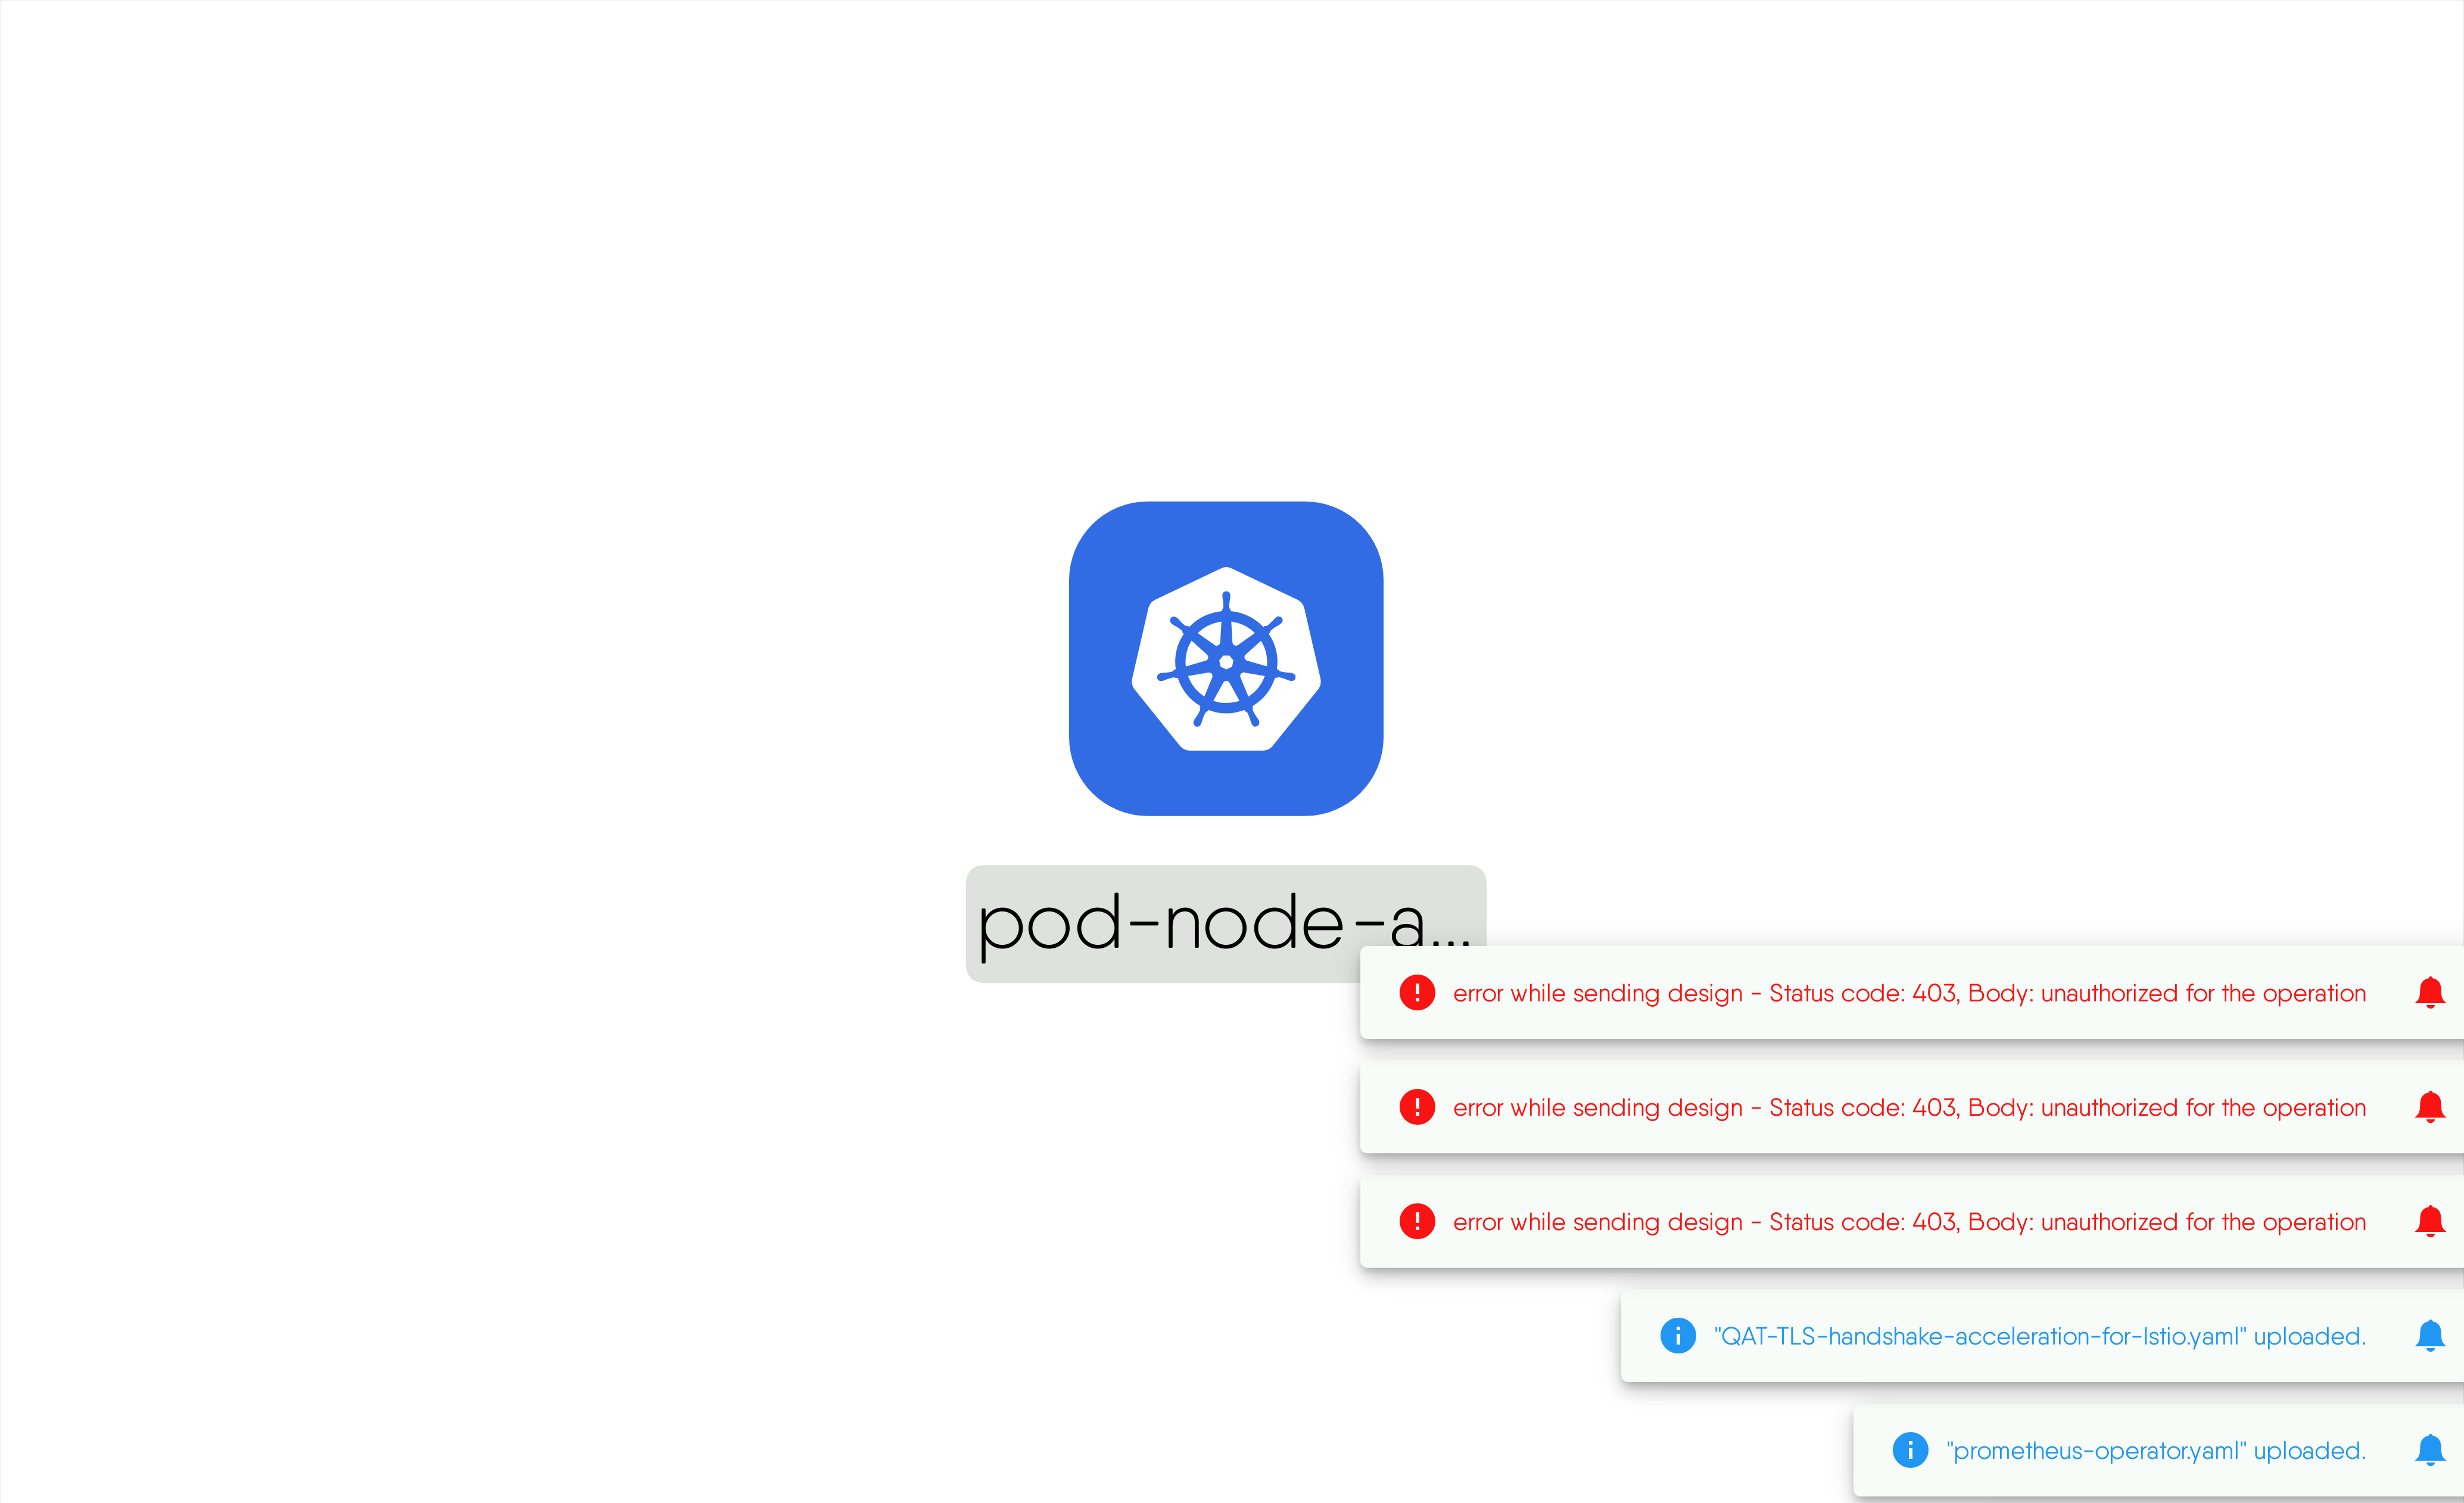 pod-node-a...
error while sending design - Status code: 403, Body: unauthorized for the operation
error while sending design - Status code: 403, Body: unauthorized for the operation
error while sending design - Status code: 403, Body: unauthorized for the operation
"QAT-TLS-handshake-acceleration-for-Istio.yaml" uploaded.
"prometheus-operator.yaml" uploaded.